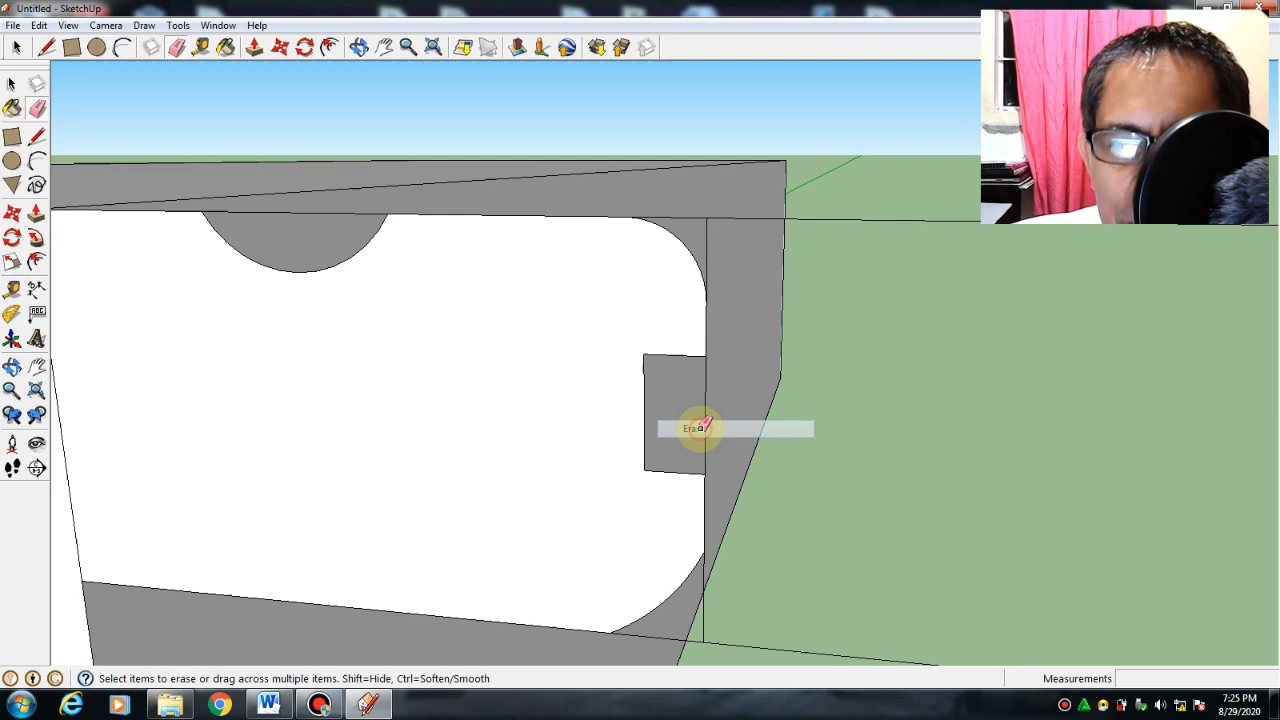 Untitled - SketchUp
File Edit View Camera Draw Tools Window Help
ABC
Select items to erase or drag across multiple items. Shift=Hide, Ctrl=Soften/Smooth
Measurements
7:25 PM
8/29/2020